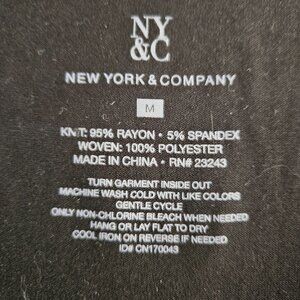 NY
&C
NEW YORK & COMPANY
M
KNIT: 95% RAYON • 5% SPANDEX
WOVEN: 100% POLYESTER
MADE IN CHINA • RN# 23243
TURN GARMENT INSIDE OUT
MACHINE WASH COLD WITH LIKE COLORS
GENTLE CYCLE
ONLY NON-CHLORINE BLEACH WHEN NEEDED
HANG OR LAY FLAT TO DRY
COOL IRON ON REVERSE IF NEEDED
ID# CN170043